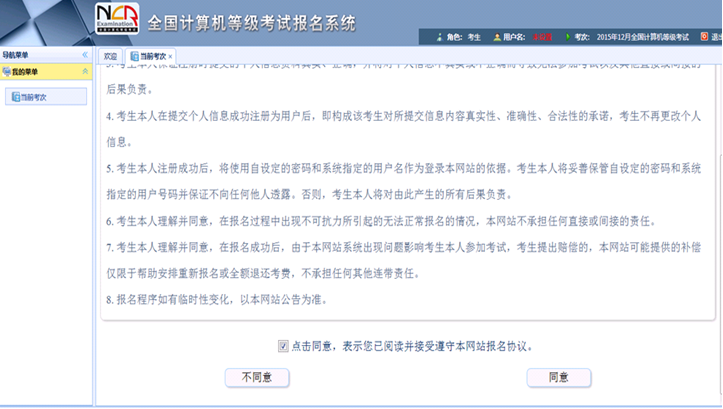 NCR
Examination
全国计算机等级考试
全国计算机等级考试报名系统
角色: 考生 用户名: 考次: 2015年12月全国计算机等级考试 退出
导航菜单
我的菜单
当前考次
欢迎 当前考次 ×
后果负责。
4. 考生本人在提交个人信息成功注册为用户后，即构成该考生对所提交信息内容真实性、准确性、合法性的承诺，考生不再更改个人
信息。
5. 考生本人注册成功后，将使用自设定的密码和系统指定的用户名作为登录本网站的依据。考生本人将妥善保管自设定的密码和系统
指定的用户号码并保证不向任何他人透露。否则，考生本人将对由此产生的所有后果负责。
6. 考生本人理解并同意，在报名过程中出现不可抗力所引起的无法正常报名的情况，本网站不承担任何直接或间接的责任。
7. 考生本人理解并同意，在报名成功后，由于本网站系统出现问题影响考生本人参加考试，考生提出赔偿的，本网站可能提供的补偿
仅限于帮助安排重新报名或全额退还考费，不承担任何其他连带责任。
8. 报名程序如有临时性变化，以本网站公告为准。
点击同意，表示您已阅读并接受遵守本网站报名协议。
不同意 同意